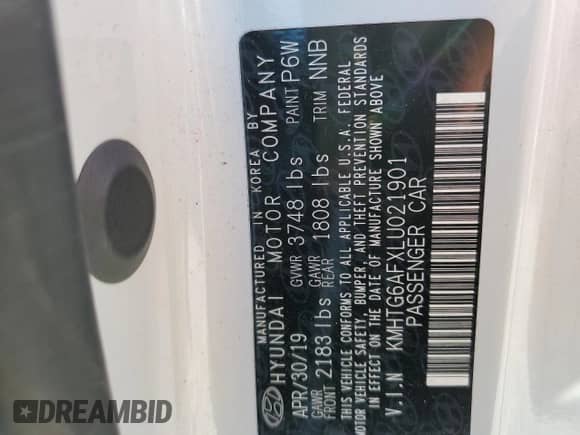 MANUFACTURED IN KOREA BY
HYUNDAI MOTOR COMPANY
APR/30/19 GVWR 3748 lbs PAINT P6W
GAWR FRONT 2183 lbs GAWR REAR 1808 lbs TRIM NNB
THIS VEHICLE CONFORMS TO ALL APPLICABLE U.S.A. FEDERAL
MOTOR VEHICLE SAFETY, BUMPER, AND THEFT PREVENTION STANDARDS
IN EFFECT ON THE DATE OF MANUFACTURE SHOWN ABOVE
V.I.N KMHTG6AFXLU021901
PASSENGER CAR
DREAMBID